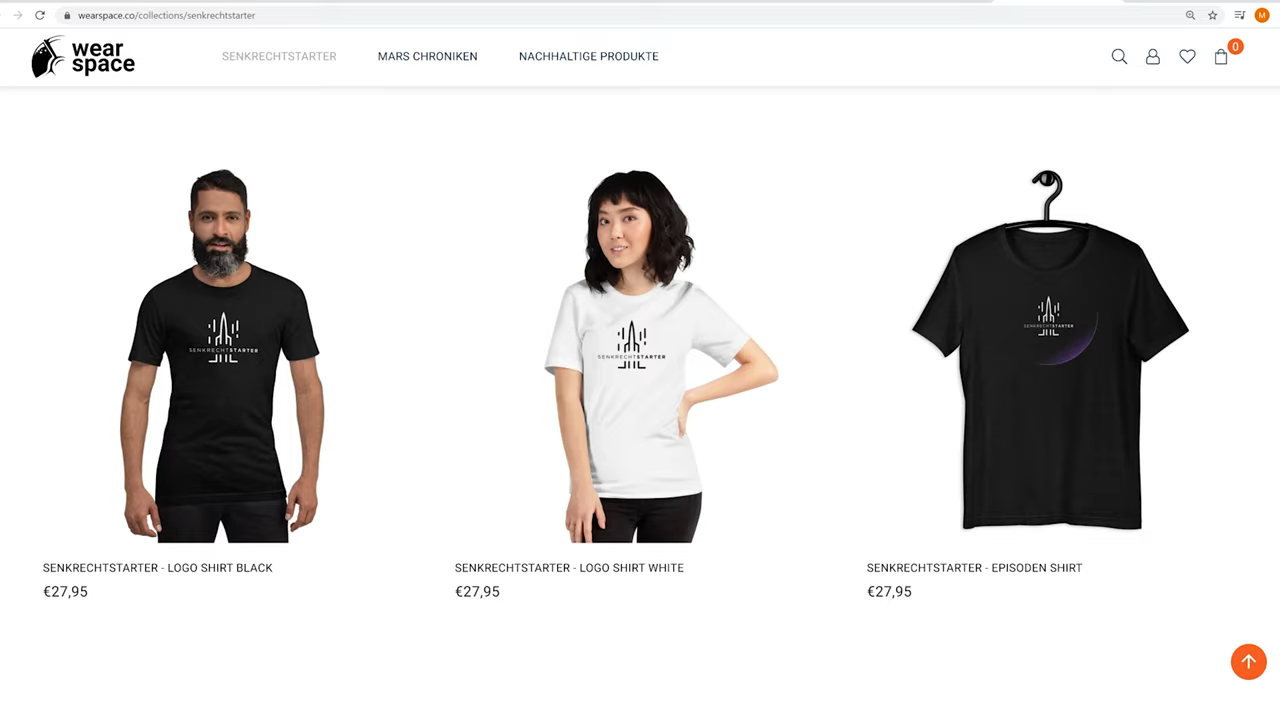 wearspace.co/collections/senkrechtstarter
M
wear
space
SENKRECHTSTARTER
MARS CHRONIKEN
NACHHALTIGE PRODUKTE
0
SENKRECHTSTARTER
SENKRECHTSTARTER
SENKRECHTSTARTER
SENKRECHTSTARTER - LOGO SHIRT BLACK
€27,95
SENKRECHTSTARTER - LOGO SHIRT WHITE
€27,95
SENKRECHTSTARTER - EPISODEN SHIRT
€27,95